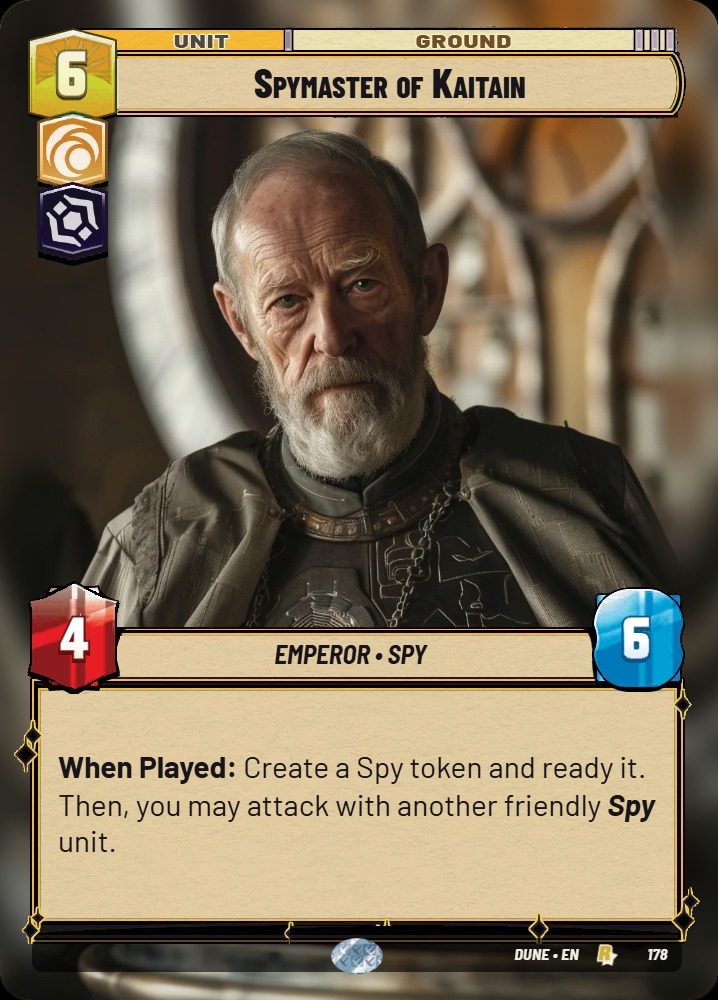 UNIT
GROUND
6
SPYMASTER OF KAITAIN
4
EMPEROR • SPY
6
When Played: Create a Spy token and ready it.
Then, you may attack with another friendly Spy
unit.
DUNE • EN R 178